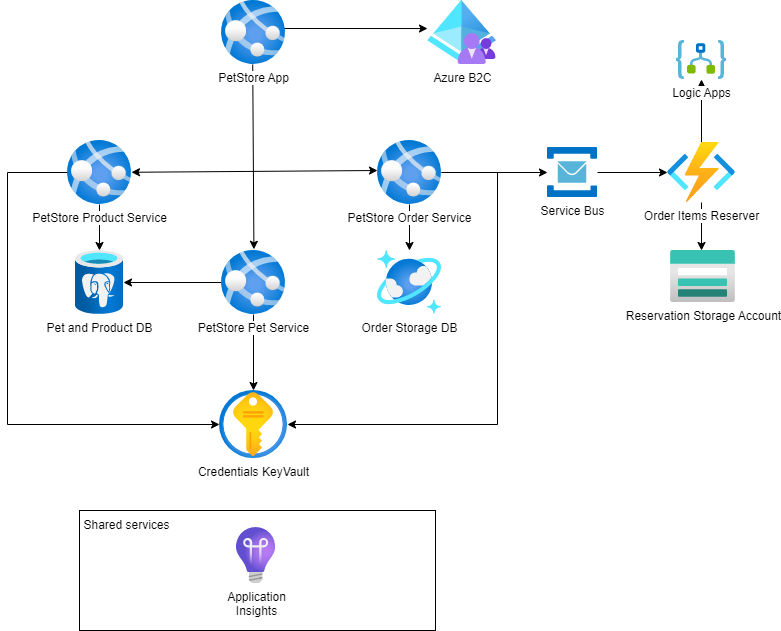 PetStore App
Azure B2C
Logic Apps
PetStore Product Service
PetStore Order Service
Service Bus
Order Items Reserver
Pet and Product DB
PetStore Pet Service
Order Storage DB
Reservation Storage Account
Credentials KeyVault
Shared services
Application
Insights